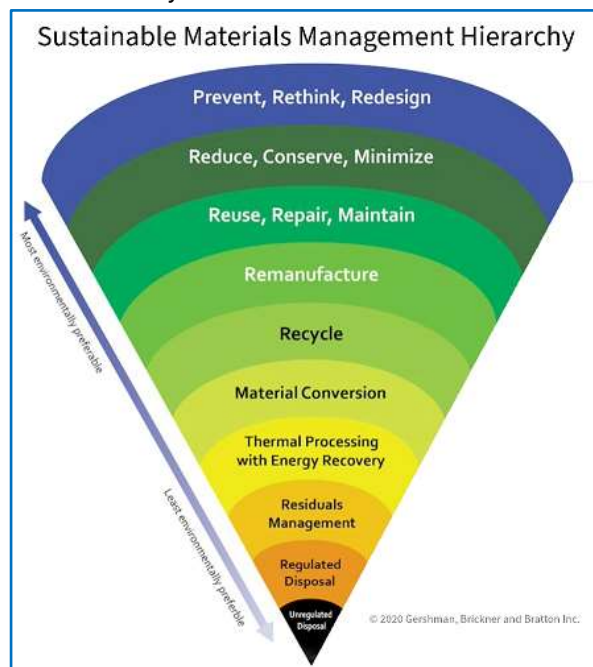 Sustainable Materials Management Hierarchy
Prevent, Rethink, Redesign
Reduce, Conserve, Minimize
Reuse, Repair, Maintain
Remanufacture
Recycle
Material Conversion
Thermal Processing
with Energy Recovery
Residuals
Management
Regulated
Disposal
Unregulated
Disposal
Most environmentally preferable
Least environmentally preferble
© 2020 Gershman, Brickner and Bratton Inc.